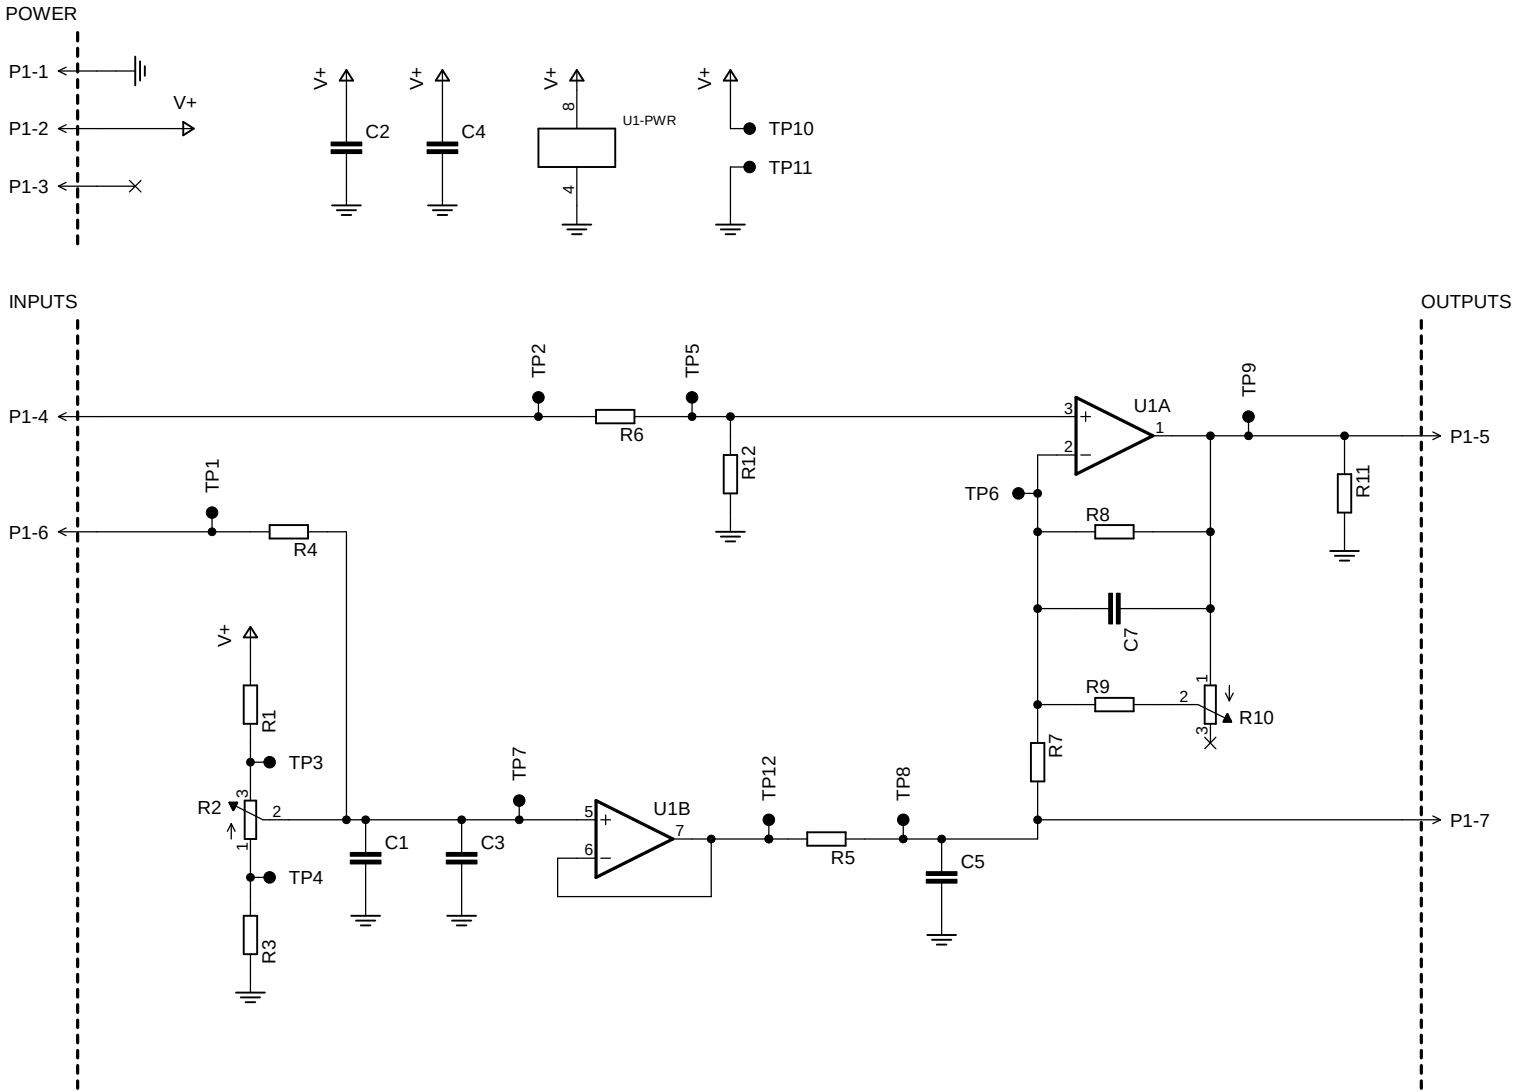 POWER
P1-1
V+
P1-2
P1-3
V+
C2
V+
C4
V+
8
U1-PWR
4
V+
TP10
TP11
INPUTS
OUTPUTS
P1-4
TP2
R6
TP5
R12
3
+
2
−
U1A
1
TP9
P1-5
R11
TP6
R8
C7
R9
2
1
3
R10
R7
P1-6
TP1
R4
V+
R1
TP3
R2
3
2
1
TP4
R3
C1
C3
TP7
5
+
6
−
U1B
7
TP12
R5
TP8
C5
P1-7